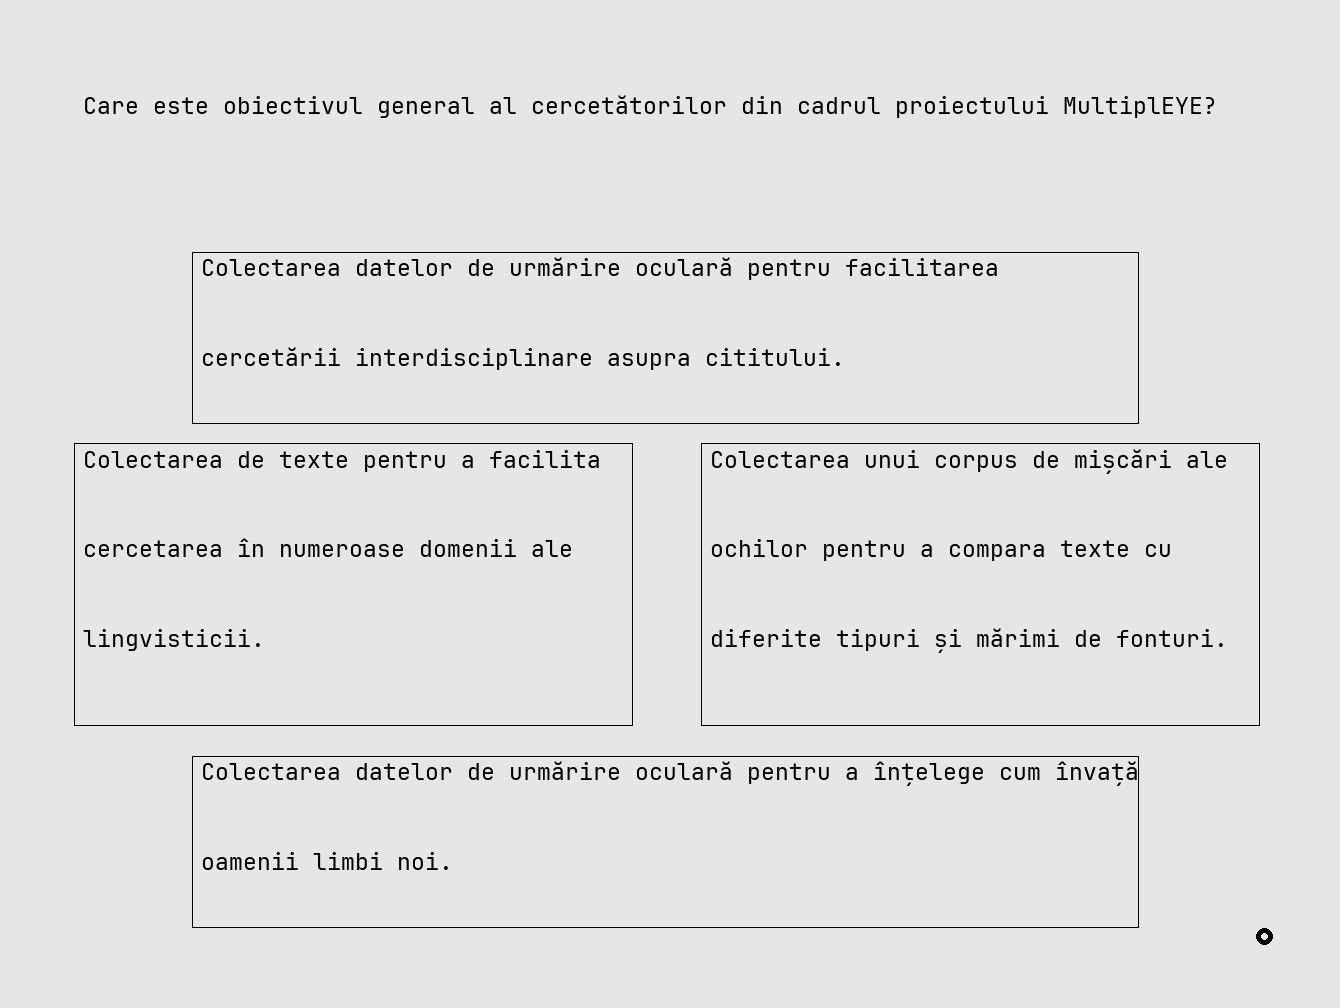 Care este obiectivul general al cercetătorilor din cadrul proiectului MultiplEYE?
Colectarea datelor de urmărire oculară pentru facilitarea
cercetării interdisciplinare asupra cititului.
Colectarea de texte pentru a facilita
cercetarea în numeroase domenii ale
lingvisticii.
Colectarea unui corpus de mișcări ale
ochilor pentru a compara texte cu
diferite tipuri și mărimi de fonturi.
Colectarea datelor de urmărire oculară pentru a înțelege cum învață
oamenii limbi noi.